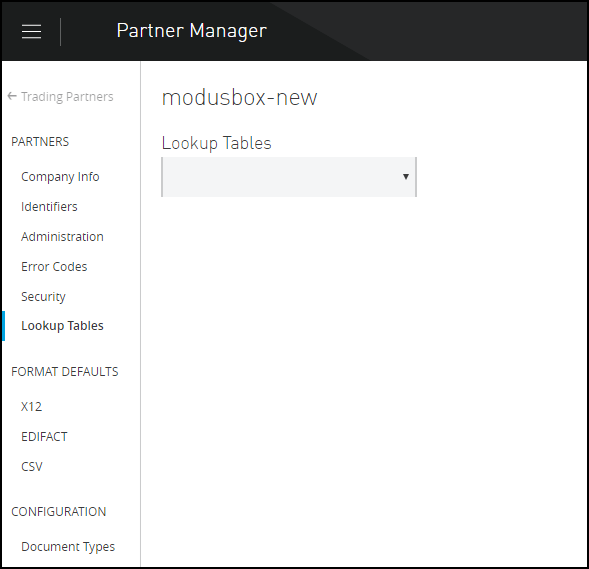 Partner Manager
← Trading Partners
PARTNERS
Company Info
Identifiers
Administration
Error Codes
Security
Lookup Tables
FORMAT DEFAULTS
X12
EDIFACT
CSV
CONFIGURATION
Document Types
modusbox-new
Lookup Tables